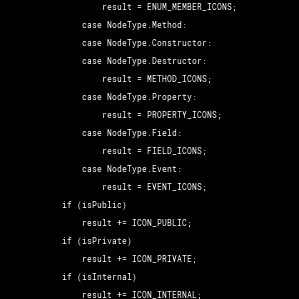 result = ENUM_MEMBER_ICONS;
case NodeType.Method:
case NodeType.Constructor:
case NodeType.Destructor:
result = METHOD_ICONS;
case NodeType.Property:
result = PROPERTY_ICONS;
case NodeType.Field:
result = FIELD_ICONS;
case NodeType.Event:
result = EVENT_ICONS;
if (isPublic)
result += ICON_PUBLIC;
if (isPrivate)
result += ICON_PRIVATE;
if (isInternal)
result += ICON_INTERNAL;